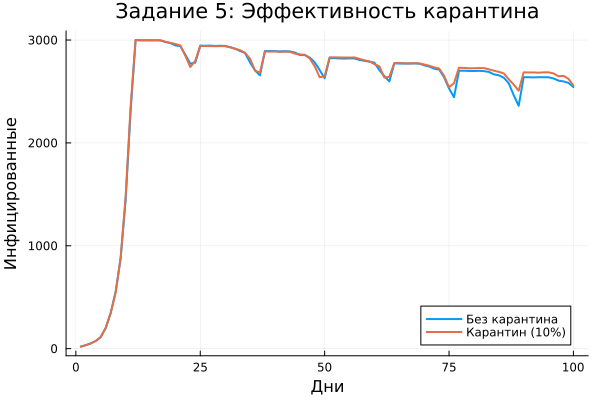 Задание 5: Эффективность карантина
Инфицированные
3000
2000
1000
0
0 25 50 75 100
Дни
Без карантина
Карантин (10%)